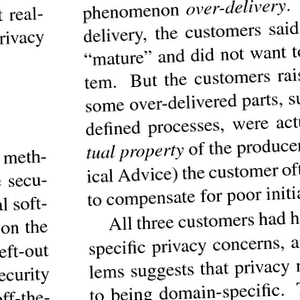 real-
rivacy
meth-
secu-
soft-
on the
eft-out
ecurity
off-the-
phenomenon over-delivery.
delivery, the customers said
“mature” and did not want to
tem. But the customers rais
some over-delivered parts, su
defined processes, were actu
tual property of the producer
ical Advice) the customer oft
to compensate for poor initia
All three customers had h
specific privacy concerns, a
lems suggests that privacy r
to being domain-specific.